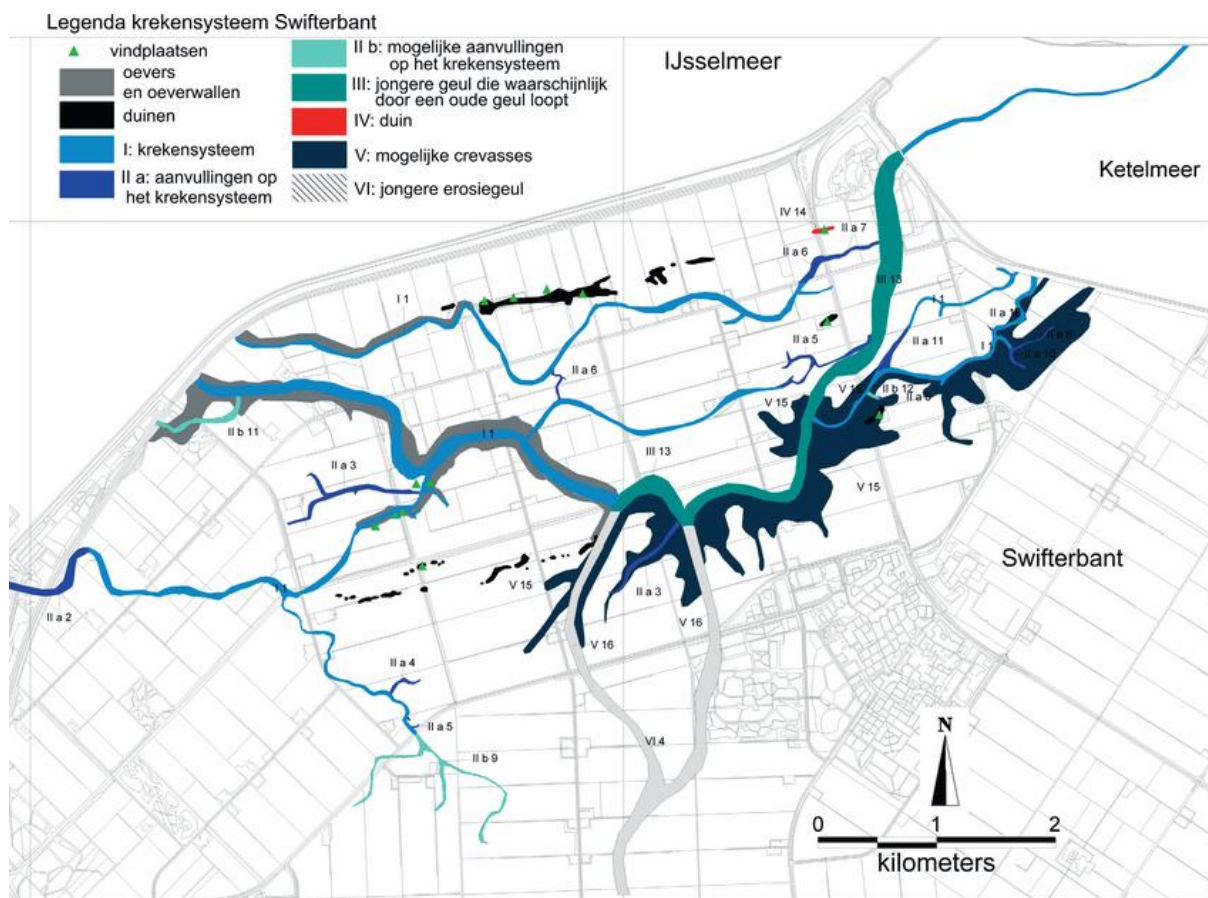 Legenda krekensysteem Swifterbant
vindplaatsen
oevers
en oeverwallen
duinen
I: krekensysteem
II a: aanvullingen op
het krekensysteem
II b: mogelijke aanvullingen
op het krekensysteem
III: jongere geul die waarschijnlijk
door een oude geul loopt
IV: duin
V: mogelijke crevasses
VI: jongere erosiegeul
IJsselmeer
Ketelmeer
IV 14
II a 7
II a 6
III 13
I 1
I 1
II a 5
II a 11
I 1
II a 6
V 15
II b 12
II b 11
I 1
II a 3
III 13
V 15
Swifterbant
V 15
II a 3
I 1
II a 2
V 16
V 16
II a 4
II a 5
II b 9
VI 4
N
0 1 2
kilometers